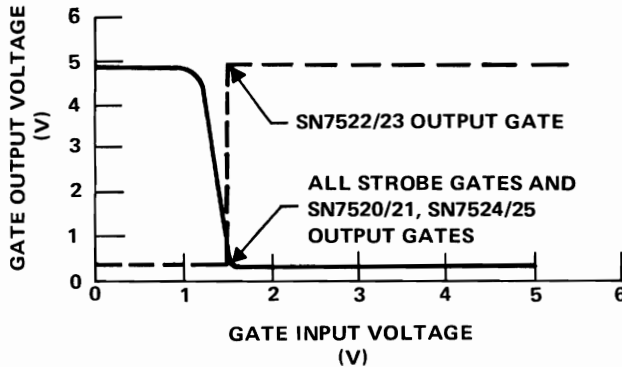 GATE OUTPUT VOLTAGE
(V)
6
5
4
3
2
1
0
SN7522/23 OUTPUT GATE
ALL STROBE GATES AND
SN7520/21, SN7524/25
OUTPUT GATES
0 1 2 3 4 5 6
GATE INPUT VOLTAGE
(V)